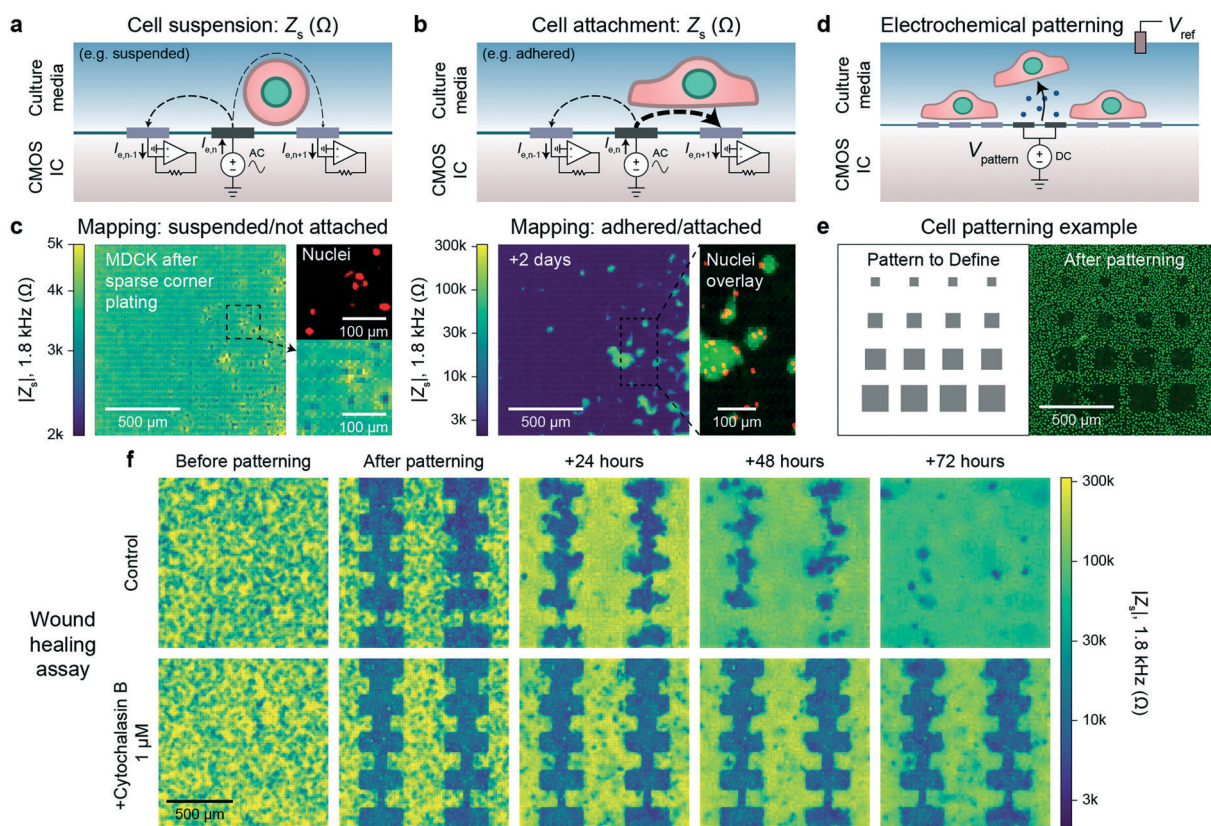 a Cell suspension: Zs (Ω)
(e.g. suspended)
Culture media
CMOS IC
Ie,n-1
Ie,n
AC
Ie,n+1
b Cell attachment: Zs (Ω)
(e.g. adhered)
Culture media
CMOS IC
Ie,n-1
Ie,n
AC
Ie,n+1
d Electrochemical patterning
Vref
Culture media
CMOS IC
Vpattern
DC
c Mapping: suspended/not attached
|Zs|, 1.8 kHz (Ω)
5k
4k
3k
2k
MDCK after
sparse corner
plating
500 µm
Nuclei
100 µm
100 µm
Mapping: adhered/attached
|Zs|, 1.8 kHz (Ω)
300k
100k
30k
10k
3k
+2 days
500 µm
Nuclei
overlay
100 µm
e Cell patterning example
Pattern to Define
After patterning
500 µm
f Before patterning After patterning +24 hours +48 hours +72 hours
Wound
healing
assay
Control
+Cytochalasin B
1 µM
500 µm
300k
100k
30k
10k
3k
|Zs|, 1.8 kHz (Ω)